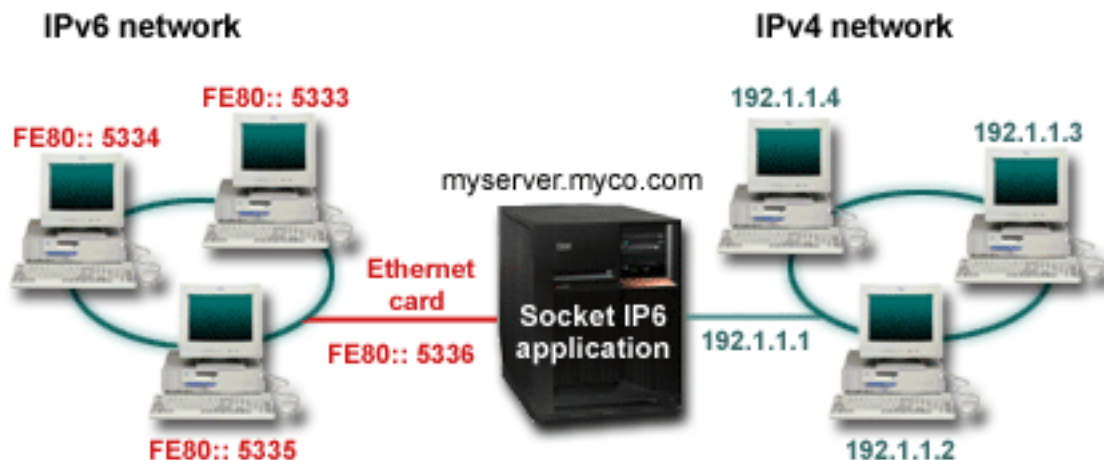 IPv6 network
IPv4 network
FE80:: 5333
FE80:: 5334
192.1.1.4
192.1.1.3
myserver.myco.com
Ethernet
card
FE80:: 5336
Socket IP6
application
192.1.1.1
FE80:: 5335
192.1.1.2